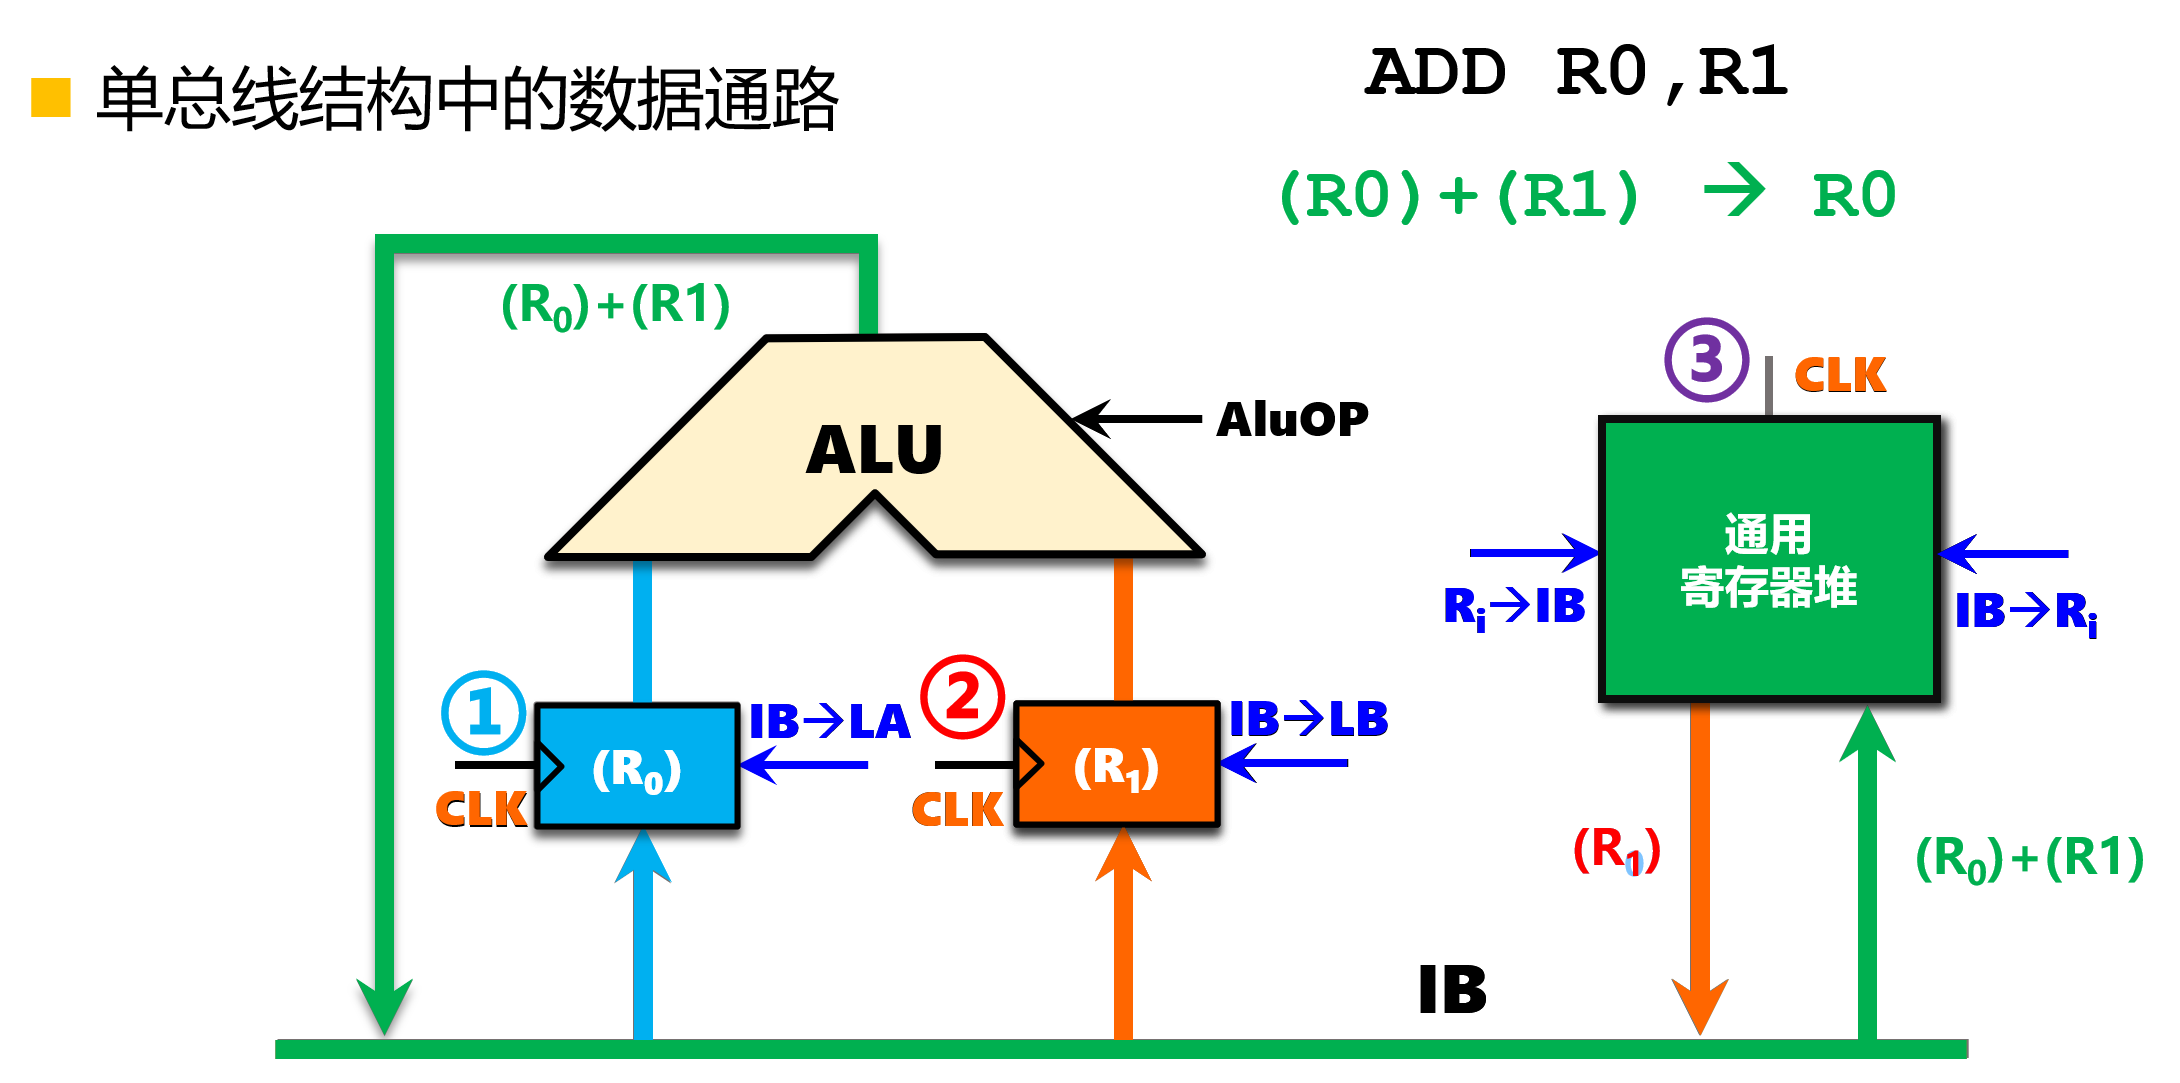 单总线结构中的数据通路
ADD R0,R1
(R0)+(R1) → R0
(R₀)+(R1)
③ CLK
ALU
AluOP
通用
寄存器堆
Rᵢ→IB
IB→Rᵢ
①
IB→LA
②
IB→LB
(R₀)
(R₁)
CLK
CLK
(R₁)
(R₀)+(R1)
IB